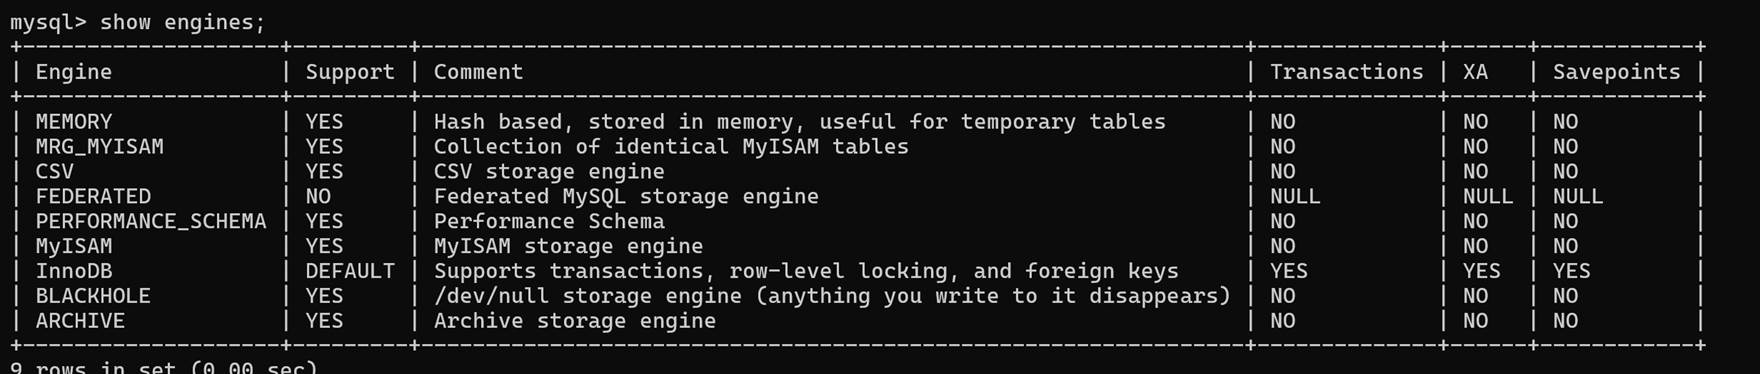 mysql> show engines;
+--------------------+---------+----------------------------------------------------------------+--------------+------+------------+
| Engine             | Support | Comment                                                        | Transactions | XA   | Savepoints |
+--------------------+---------+----------------------------------------------------------------+--------------+------+------------+
| MEMORY             | YES     | Hash based, stored in memory, useful for temporary tables      | NO           | NO   | NO         |
| MRG_MYISAM         | YES     | Collection of identical MyISAM tables                          | NO           | NO   | NO         |
| CSV                | YES     | CSV storage engine                                             | NO           | NO   | NO         |
| FEDERATED          | NO      | Federated MySQL storage engine                                 | NULL         | NULL | NULL       |
| PERFORMANCE_SCHEMA | YES     | Performance Schema                                             | NO           | NO   | NO         |
| MyISAM             | YES     | MyISAM storage engine                                          | NO           | NO   | NO         |
| InnoDB             | DEFAULT | Supports transactions, row-level locking, and foreign keys     | YES          | YES  | YES        |
| BLACKHOLE          | YES     | /dev/null storage engine (anything you write to it disappears) | NO           | NO   | NO         |
| ARCHIVE            | YES     | Archive storage engine                                         | NO           | NO   | NO         |
+--------------------+---------+----------------------------------------------------------------+--------------+------+------------+
9 rows in set (0.00 sec)